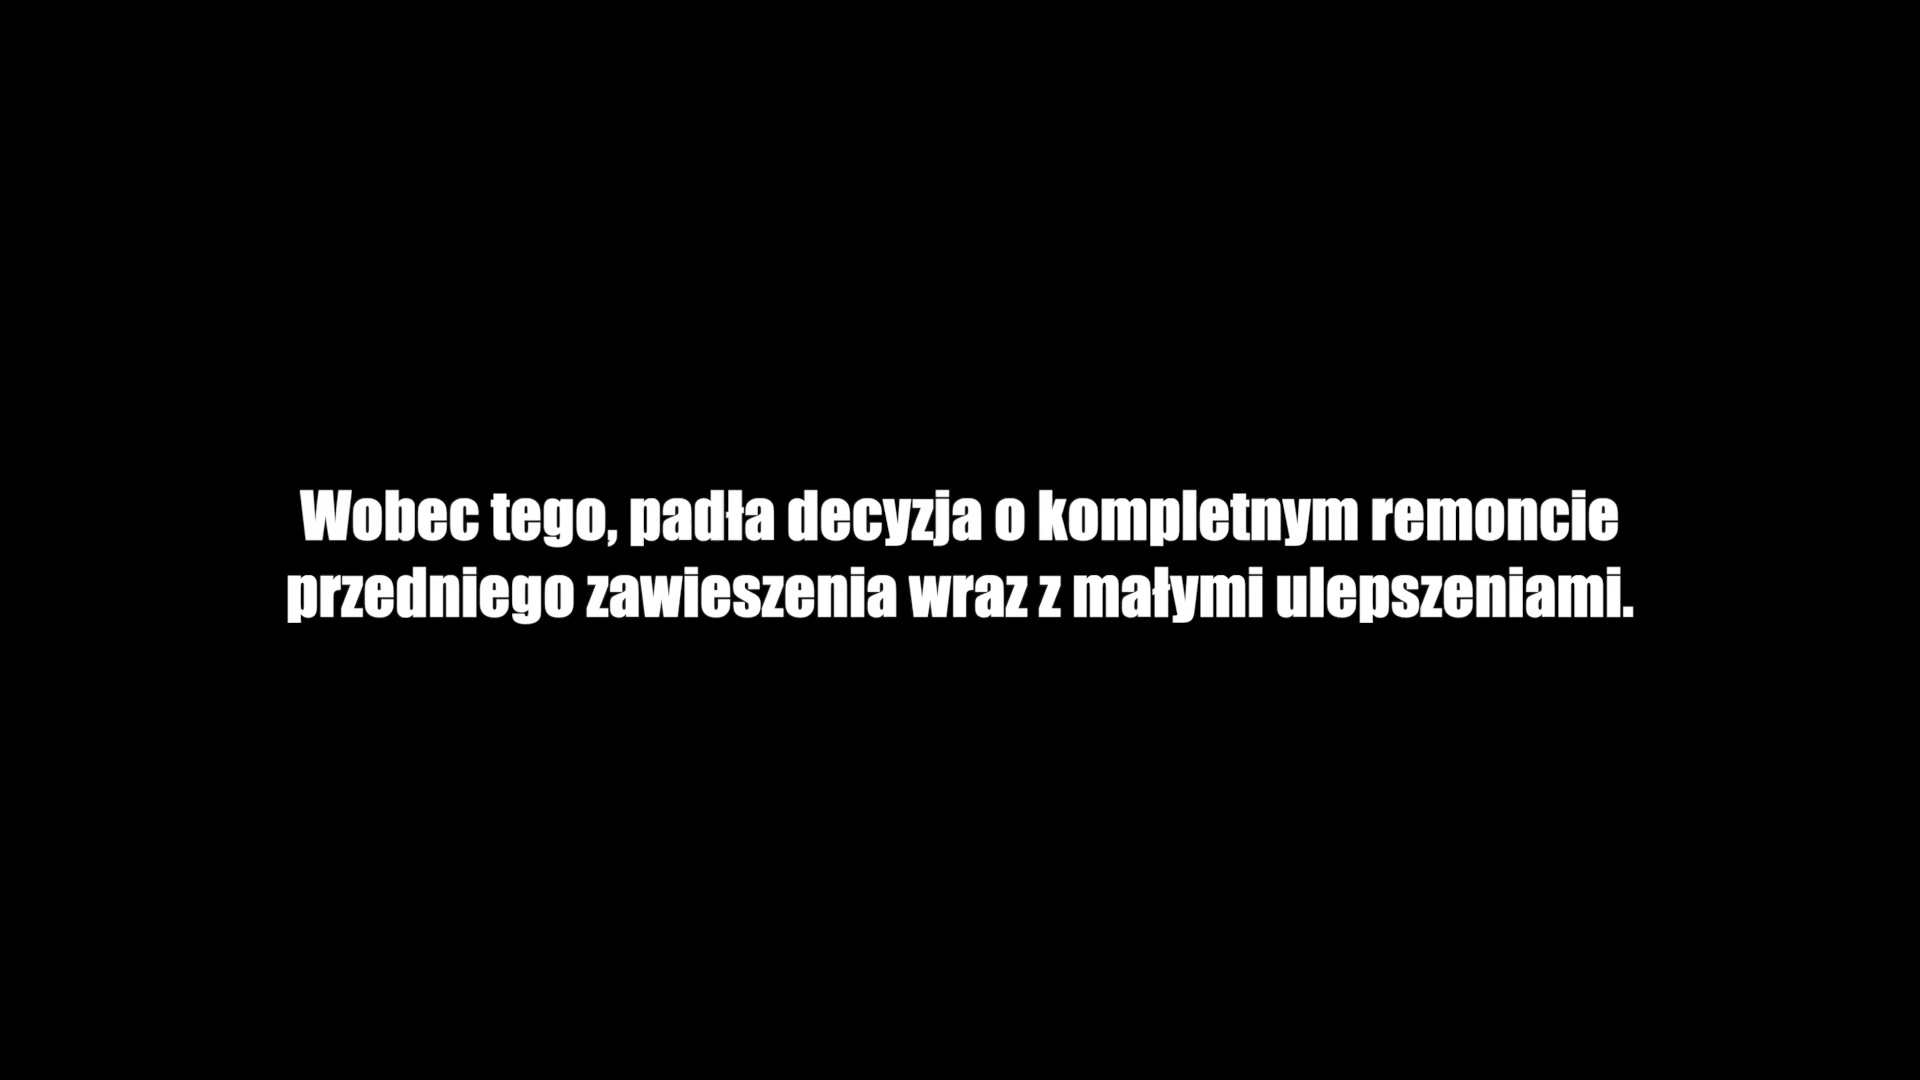 Wobec tego, padła decyzja o kompletnym remoncie
przedniego zawieszenia wraz z małymi ulepszeniami.